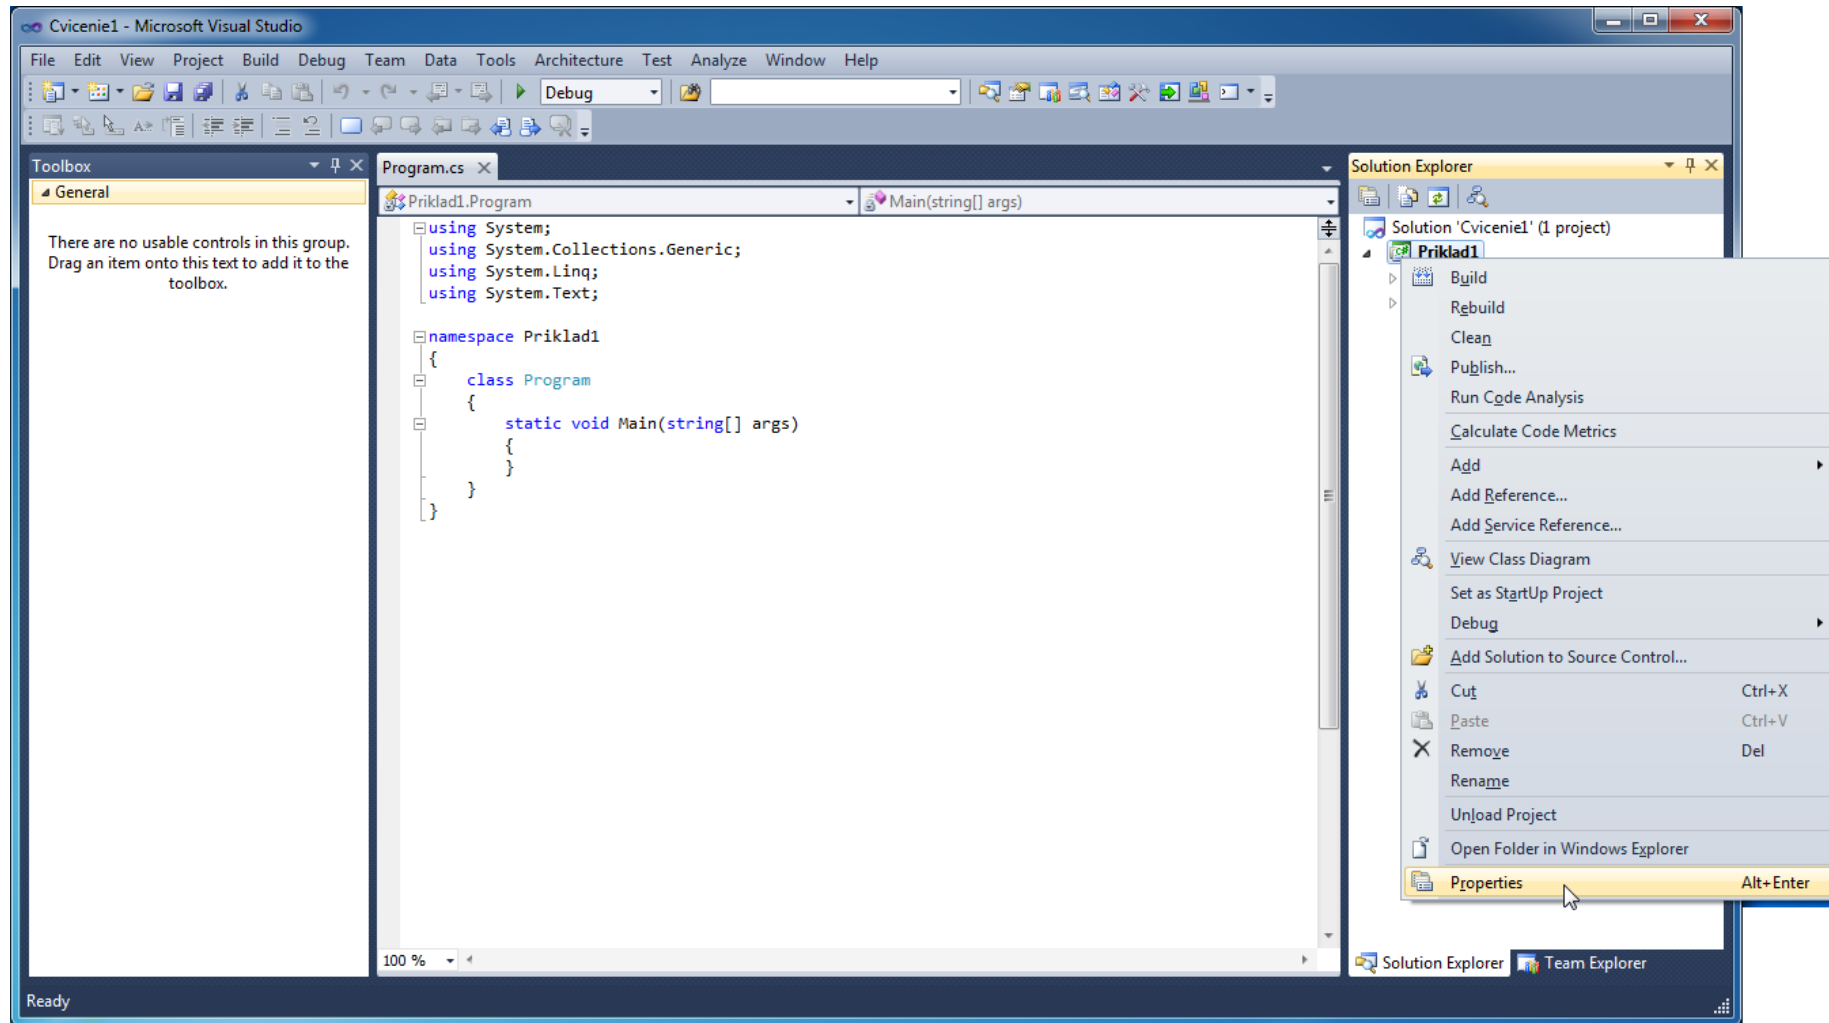 Cvicenie1 - Microsoft Visual Studio
File Edit View Project Build Debug Team Data Tools Architecture Test Analyze Window Help
Debug
Toolbox
General
There are no usable controls in this group.
Drag an item onto this text to add it to the
toolbox.
Program.cs
Priklad1.Program
Main(string[] args)
using System;
using System.Collections.Generic;
using System.Linq;
using System.Text;
namespace Priklad1
{
class Program
{
static void Main(string[] args)
{
}
}
}
100 %
Solution Explorer
Solution 'Cvicenie1' (1 project)
Priklad1
Build
Rebuild
Clean
Publish...
Run Code Analysis
Calculate Code Metrics
Add
Add Reference...
Add Service Reference...
View Class Diagram
Set as StartUp Project
Debug
Add Solution to Source Control...
Cut Ctrl+X
Paste Ctrl+V
Remove Del
Rename
Unload Project
Open Folder in Windows Explorer
Properties Alt+Enter
Solution Explorer Team Explorer
Ready